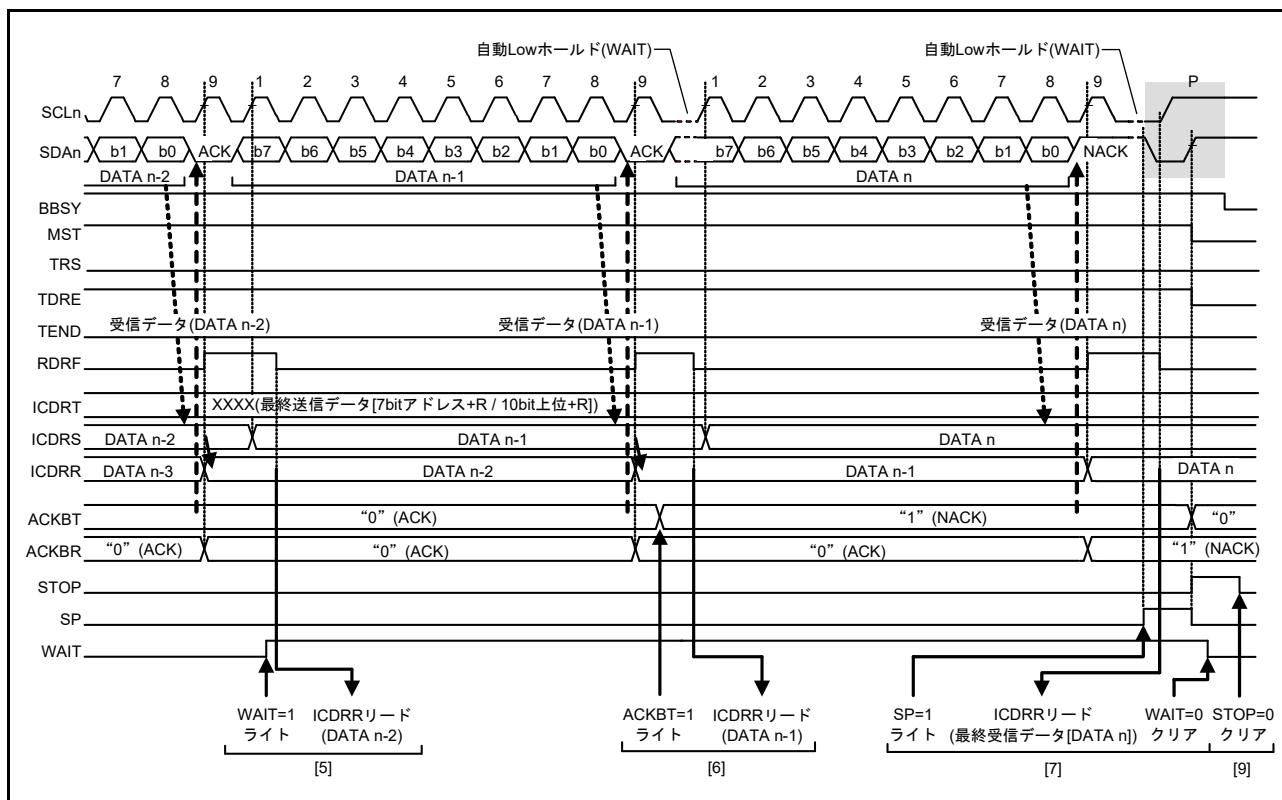 自動Lowホールド(WAIT) 自動Lowホールド(WAIT)
7 8 9 1 2 3 4 5 6 7 8 9 1 2 3 4 5 6 7 8 9 P
SCLn
SDAn b1 b0 ACK b7 b6 b5 b4 b3 b2 b1 b0 ACK b7 b6 b5 b4 b3 b2 b1 b0 NACK
DATA n-2 DATA n-1 DATA n
BBSY
MST
TRS
TDRE
TEND 受信データ(DATA n-2) 受信データ(DATA n-1) 受信データ(DATA n)
RDRF
ICDRT XXXX(最終送信データ[7bitアドレス+R / 10bit上位+R])
ICDRS DATA n-2 DATA n-1 DATA n
ICDRR DATA n-3 DATA n-2 DATA n-1 DATA n
ACKBT “0” (ACK) “1” (NACK) “0”
ACKBR “0” (ACK) “0” (ACK) “0” (ACK) “1” (NACK)
STOP
SP
WAIT
WAIT=1 ICDRRリード ACKBT=1 ICDRRリード SP=1 ICDRRリード WAIT=0 STOP=0
ライト (DATA n-2) ライト (DATA n-1) ライト (最終受信データ[DATA n]) クリア クリア
[5] [6] [7] [9]